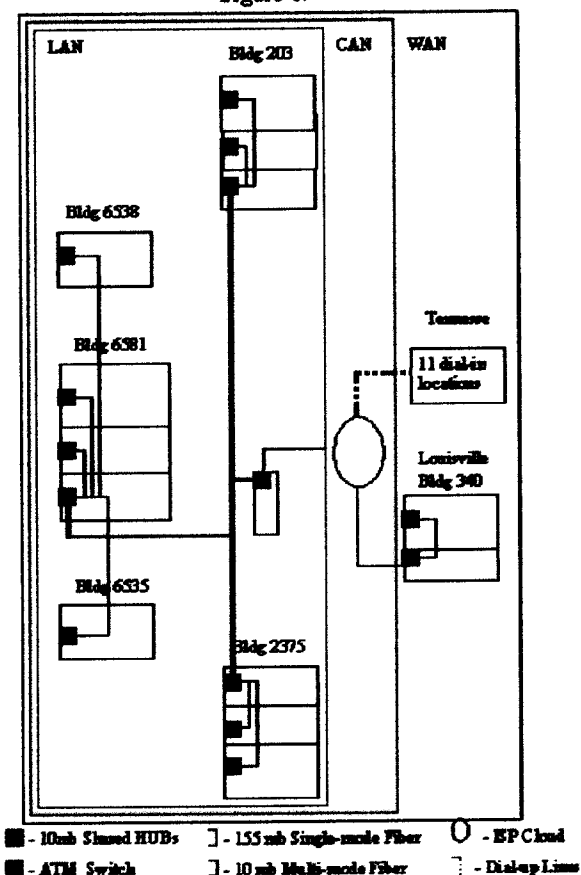 LAN
CAN
WAN
Bldg 203
Bldg 6538
Bldg 6581
Tennessee
11 dial-in
locations
Louisville
Bldg 340
Bldg 6535
Bldg 2375
- 10mb Shared HUBs
- 155 mb Single-mode Fiber
- ISP Cloud
- ATM Switch
- 10 mb Multi-mode Fiber
- Dial-up Lines